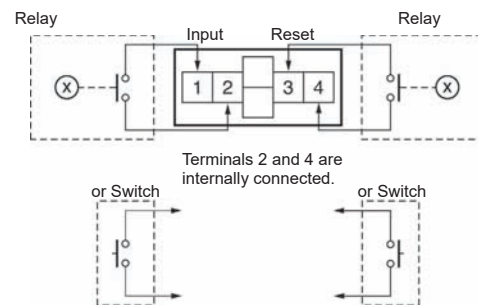 Relay
Relay
Input
Reset
X
1
2
3
4
X
Terminals 2 and 4 are
internally connected.
or Switch
or Switch